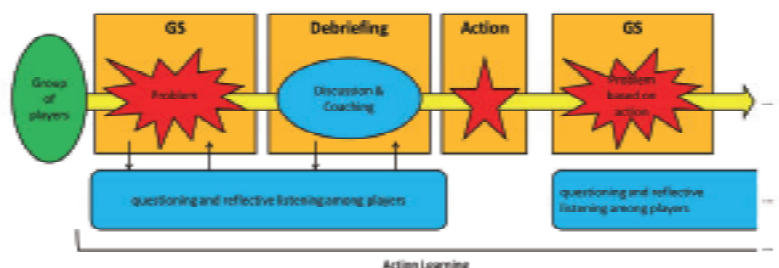 GS
Debriefing
Action
GS
Group
of
players
Problem
Discussion &
Coaching
Problem
based on
action
questioning and reflective listening among players
questioning and reflective
listening among players
Action Learning